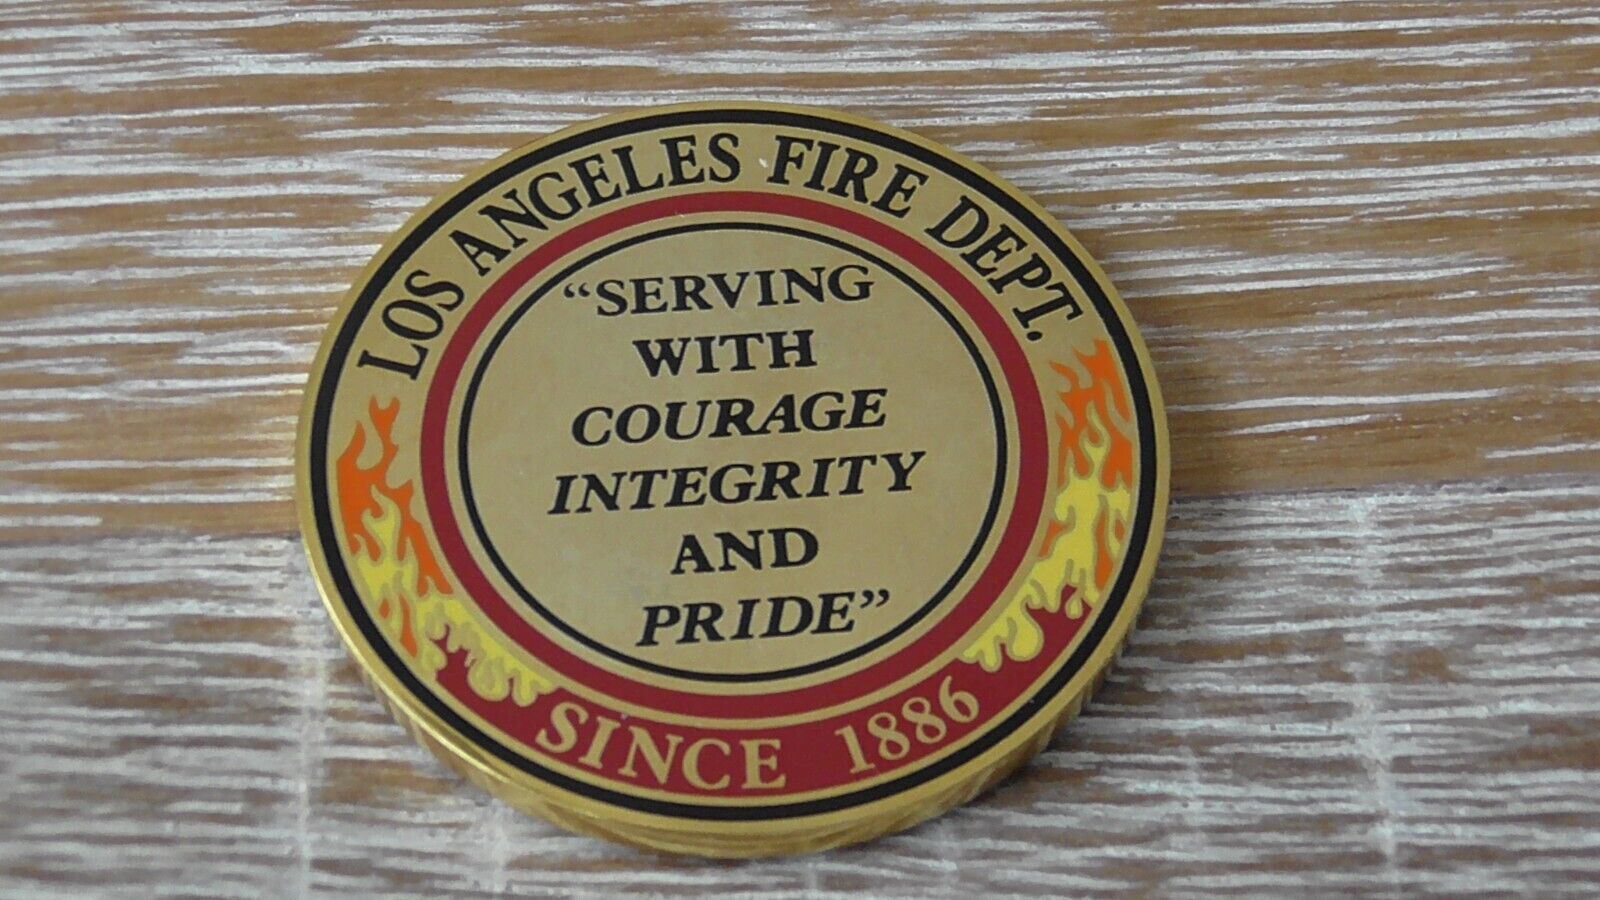 LOS ANGELES FIRE DEPT.
“SERVING
WITH
COURAGE
INTEGRITY
AND
PRIDE”
SINCE 1886